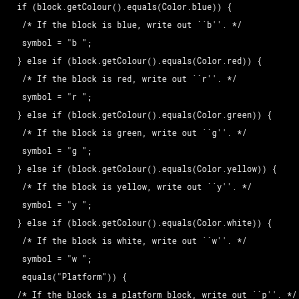 if (block.getColour().equals(Color.blue)) {
/* If the block is blue, write out ``b''. */
symbol = "b ";
} else if (block.getColour().equals(Color.red)) {
/* If the block is red, write out ``r''. */
symbol = "r ";
} else if (block.getColour().equals(Color.green)) {
/* If the block is green, write out ``g''. */
symbol = "g ";
} else if (block.getColour().equals(Color.yellow)) {
/* If the block is yellow, write out ``y''. */
symbol = "y ";
} else if (block.getColour().equals(Color.white)) {
/* If the block is white, write out ``w''. */
symbol = "w ";
equals("Platform")) {
/* If the block is a platform block, write out ``p''. */